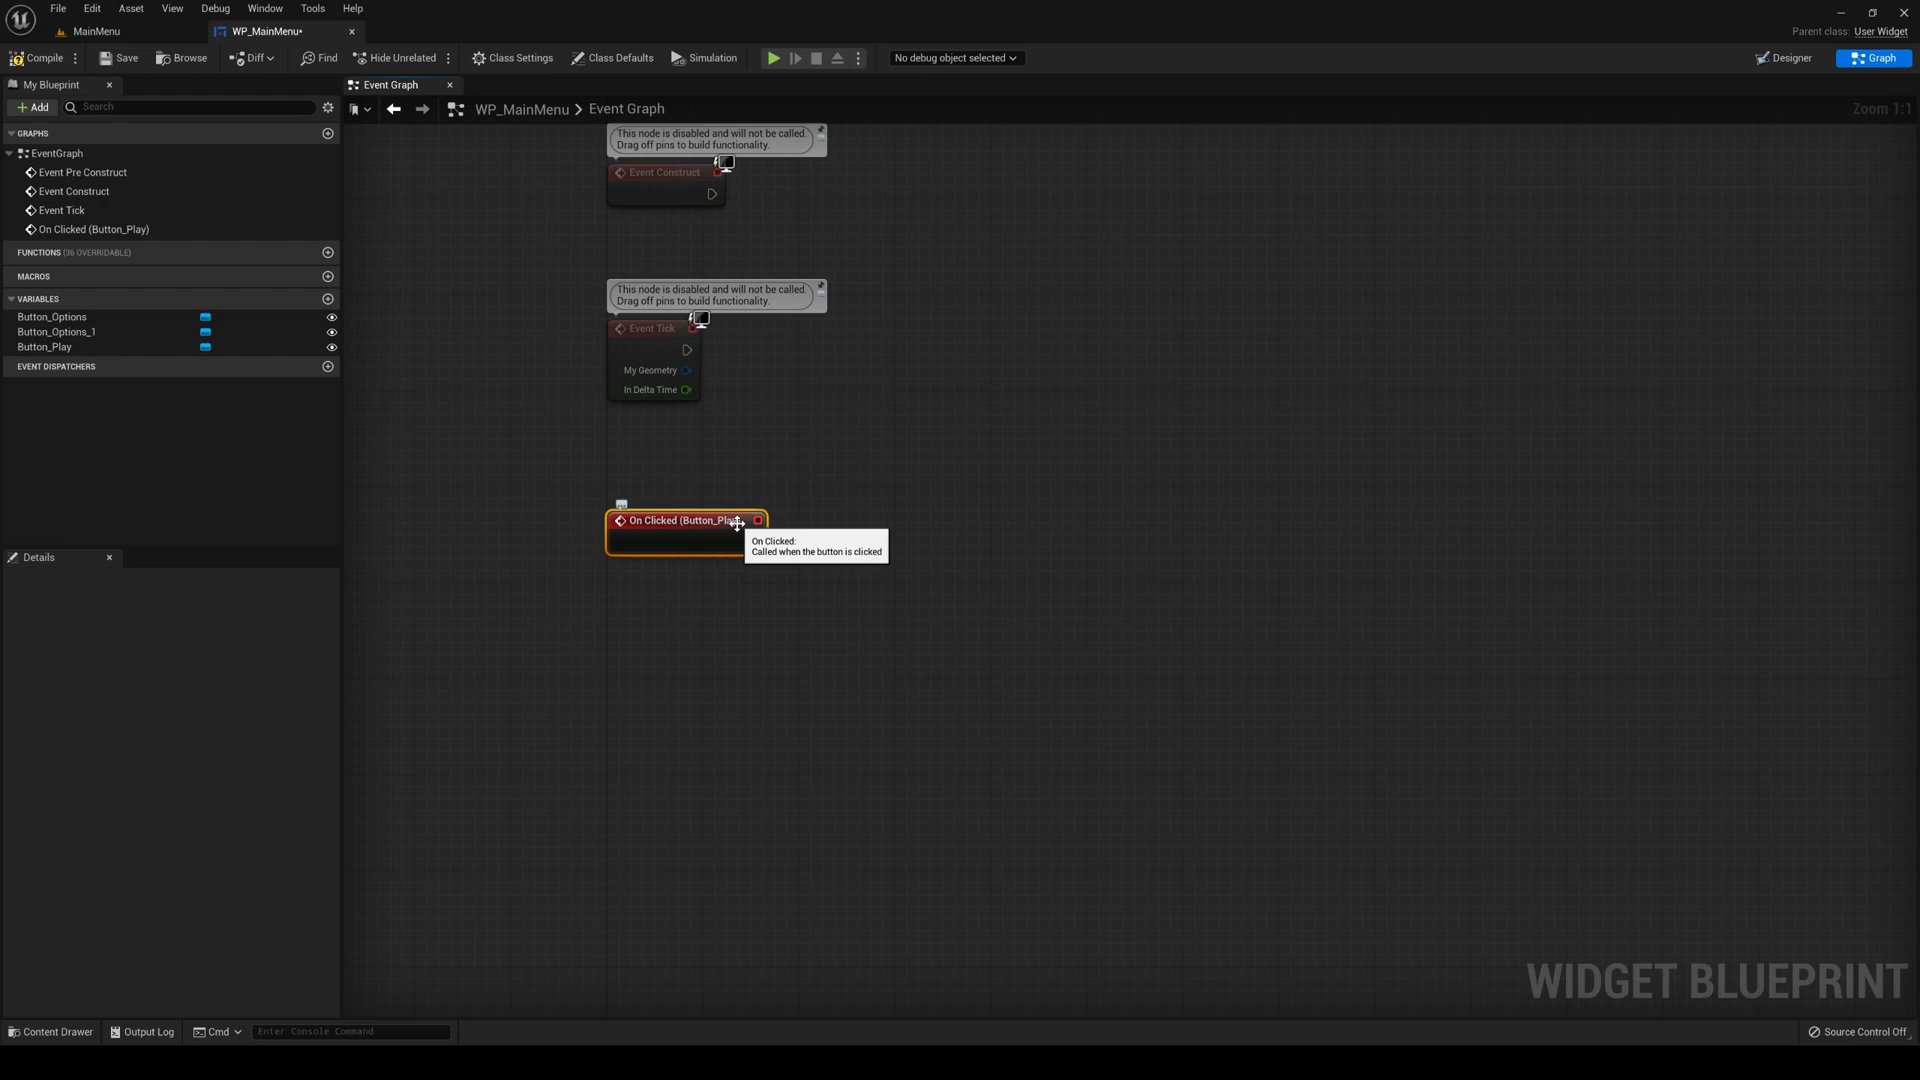 File Edit Asset View Debug Window Tools Help
MainMenu WP_MainMenu* Parent class: User Widget
Compile Save Browse Diff Find Hide Unrelated Class Settings Class Defaults Simulation No debug object selected Designer Graph
My Blueprint Event Graph
Add Search WP_MainMenu > Event Graph Zoom 1:1
GRAPHS
EventGraph
Event Pre Construct
Event Construct
Event Tick
On Clicked (Button_Play)
FUNCTIONS (36 OVERRIDABLE)
MACROS
VARIABLES
Button_Options
Button_Options_1
Button_Play
EVENT DISPATCHERS
Details
This node is disabled and will not be called.
Drag off pins to build functionality.
Event Construct
This node is disabled and will not be called.
Drag off pins to build functionality.
Event Tick
My Geometry
In Delta Time
On Clicked (Button_Play
On Clicked:
Called when the button is clicked
WIDGET BLUEPRINT
Content Drawer Output Log Cmd Enter Console Command Source Control Off